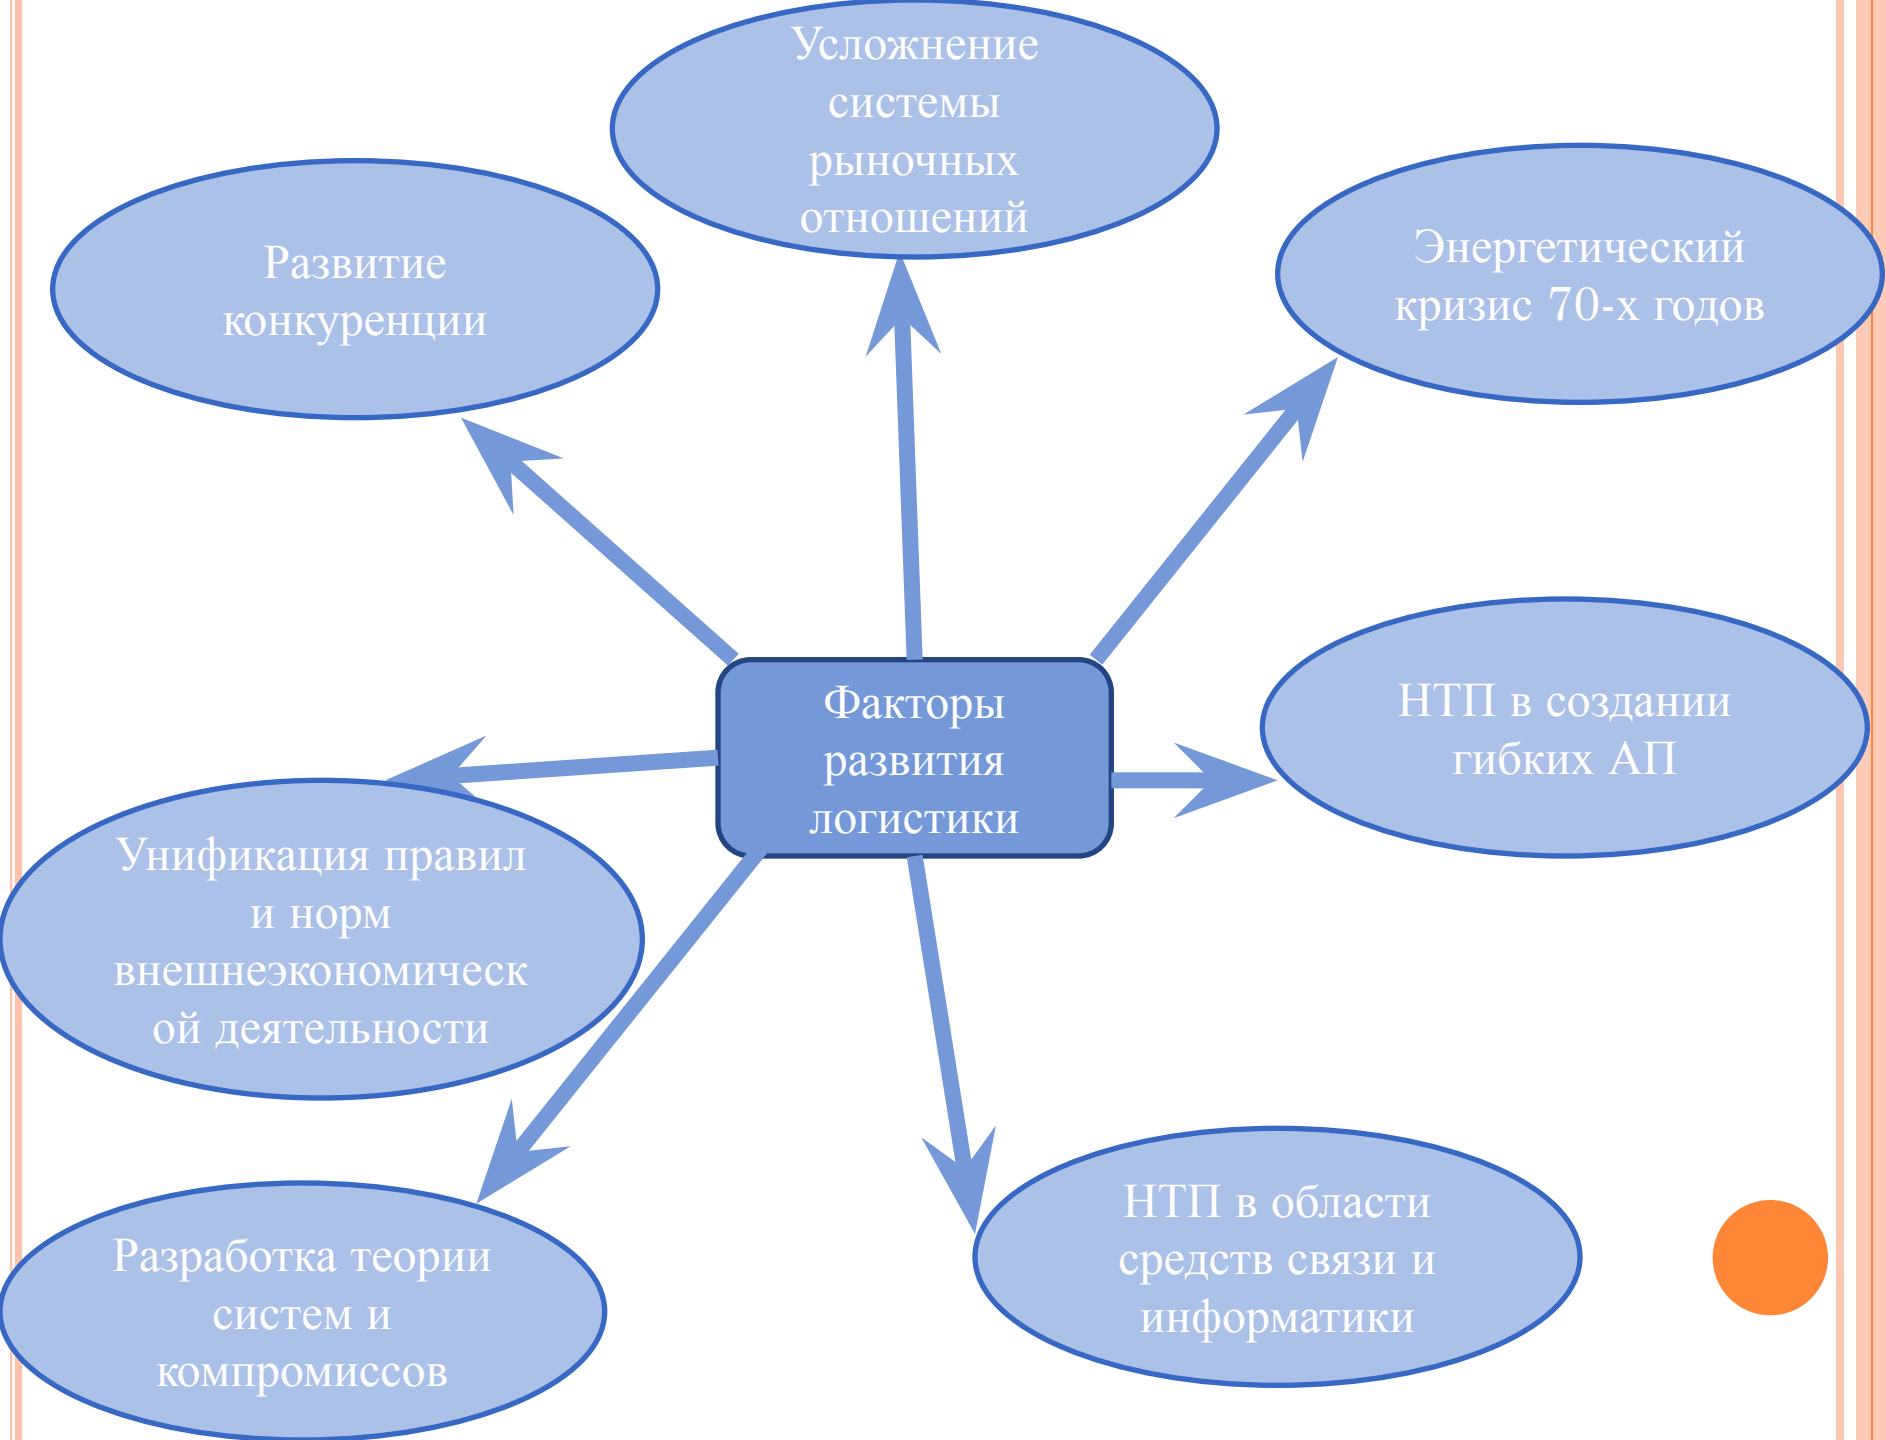 Усложнение
системы
рыночных
отношений
Развитие
конкуренции
Энергетический
кризис 70-х годов
Факторы
развития
логистики
НТП в создании
гибких АП
Унификация правил
и норм
внешнеэкономическ
ой деятельности
НТП в области
средств связи и
информатики
Разработка теории
систем и
компромиссов